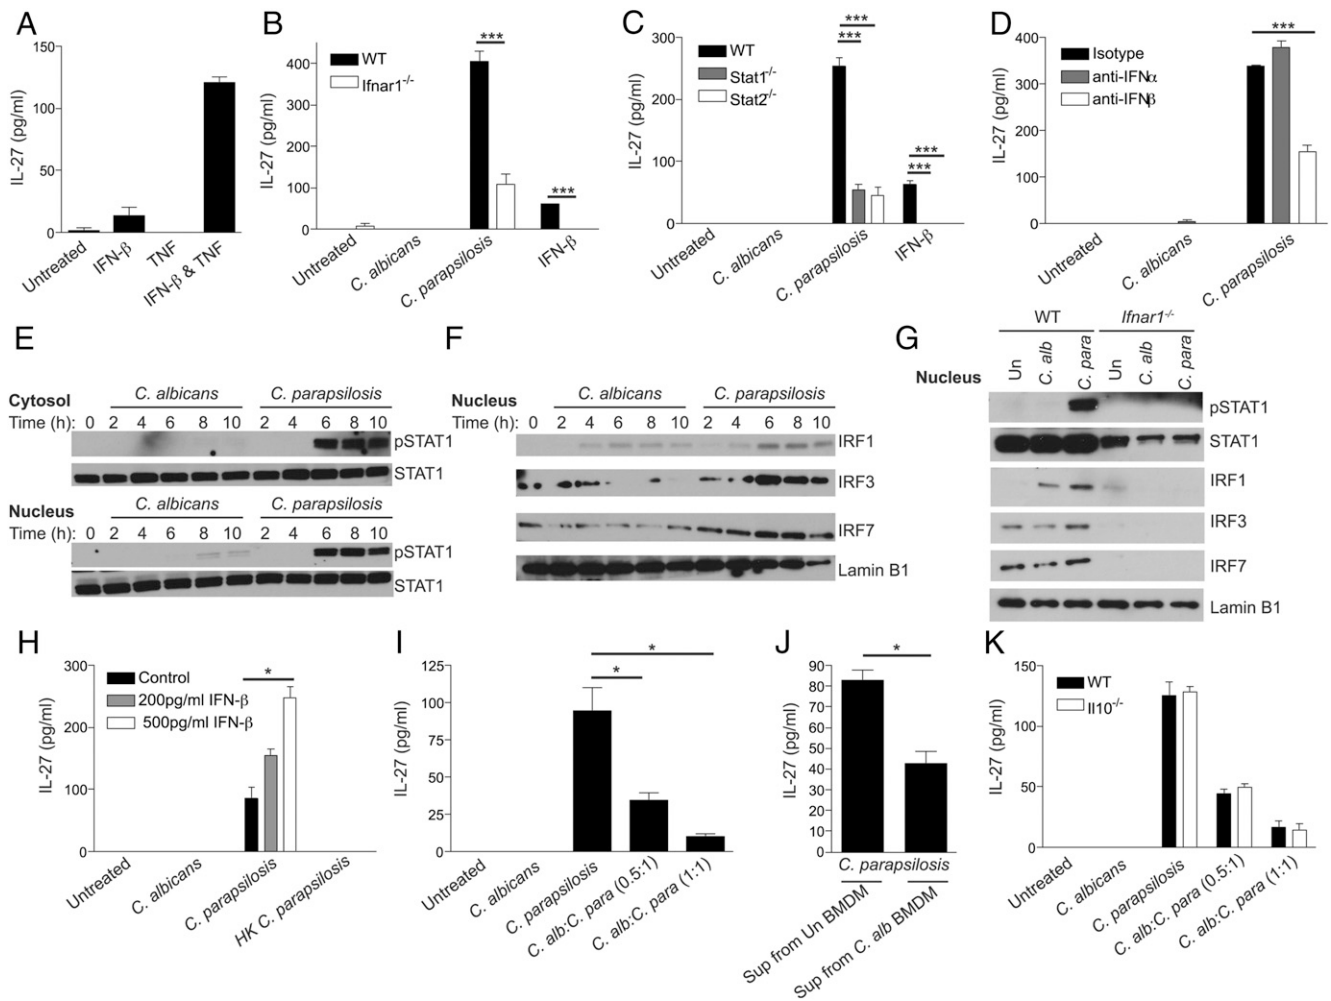 A
IL-27 (pg/ml)
150
100
50
0
Untreated
IFN-β
TNF
IFN-β & TNF
B
IL-27 (pg/ml)
400
300
200
100
0
WT
Ifnar1-/-
***
***
Untreated
C. albicans
C. parapsilosis
IFN-β
C
IL-27 (pg/ml)
300
200
100
0
WT
Stat1-/-
Stat2-/-
***
***
***
***
Untreated
C. albicans
C. parapsilosis
IFN-β
D
IL-27 (pg/ml)
400
300
200
100
0
Isotype
anti-IFNα
anti-IFNβ
***
Untreated
C. albicans
C. parapsilosis
E
Cytosol C. albicans C. parapsilosis
Time (h): 0 2 4 6 8 10 2 4 6 8 10
pSTAT1
STAT1
Nucleus C. albicans C. parapsilosis
Time (h): 0 2 4 6 8 10 2 4 6 8 10
pSTAT1
STAT1
F
Nucleus C. albicans C. parapsilosis
Time (h): 0 2 4 6 8 10 2 4 6 8 10
IRF1
IRF3
IRF7
Lamin B1
G
WT Ifnar1-/-
Nucleus Un C. alb C. para Un C. alb C. para
pSTAT1
STAT1
IRF1
IRF3
IRF7
Lamin B1
H
IL-27 (pg/ml)
300
200
100
0
Control
200pg/ml IFN-β
500pg/ml IFN-β
*
Untreated
C. albicans
C. parapsilosis
HK C. parapsilosis
I
IL-27 (pg/ml)
125
100
75
50
25
0
*
*
Untreated
C. albicans
C. parapsilosis
C. alb:C. para (0.5:1)
C. alb:C. para (1:1)
J
IL-27 (pg/ml)
90
80
70
60
50
40
30
20
10
0
*
C. parapsilosis
Sup from Un BMDM
Sup from C. alb BMDM
K
IL-27 (pg/ml)
150
100
50
0
WT
Il10-/-
Untreated
C. albicans
C. parapsilosis
C. alb:C. para (0.5:1)
C. alb:C. para (1:1)